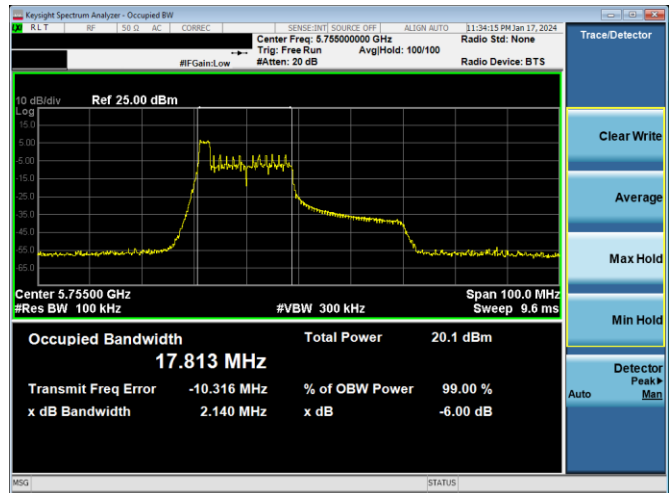 Keysight Spectrum Analyzer - Occupied BW
RLT RF 50 Ω AC CORREC SENSE:INT SOURCE OFF ALIGN AUTO 11:34:15 PM Jan 17, 2024
Center Freq: 5.755000000 GHz Radio Std: None
Trig: Free Run Avg|Hold: 100/100
#IFGain:Low #Atten: 20 dB Radio Device: BTS
Trace/Detector
10 dB/div Ref 25.00 dBm
Log
15.0
5.00
-5.00
-15.0
-25.0
-35.0
-45.0
-55.0
-65.0
Center 5.75500 GHz Span 100.0 MHz
#Res BW 100 kHz #VBW 300 kHz Sweep 9.6 ms
Occupied Bandwidth Total Power 20.1 dBm
17.813 MHz
Transmit Freq Error -10.316 MHz % of OBW Power 99.00 %
x dB Bandwidth 2.140 MHz x dB -6.00 dB
Clear Write
Average
Max Hold
Min Hold
Detector
Peak▶
Auto Man
MSG STATUS